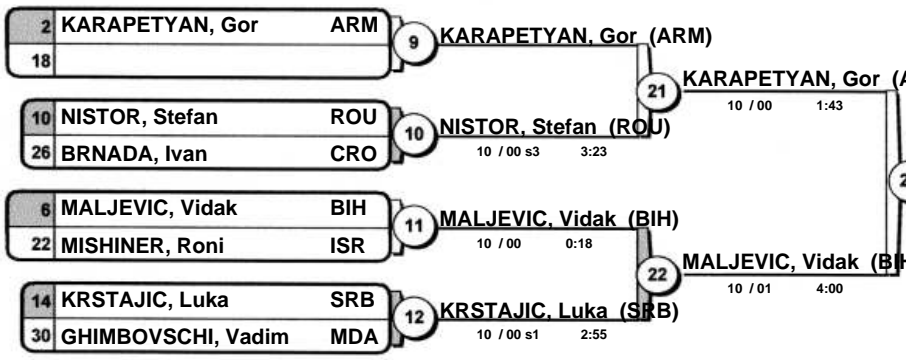 2 KARAPETYAN, Gor ARM
18
9 KARAPETYAN, Gor (ARM)
21 KARAPETYAN, Gor (A
10 / 00 1:43
10 NISTOR, Stefan ROU
26 BRNADA, Ivan CRO
10 NISTOR, Stefan (ROU)
10 / 00 s3 3:23
2
6 MALJEVIC, Vidak BIH
22 MISHINER, Roni ISR
11 MALJEVIC, Vidak (BIH)
10 / 00 0:18
22 MALJEVIC, Vidak (BIH
10 / 01 4:00
14 KRSTAJIC, Luka SRB
30 GHIMBOVSCHI, Vadim MDA
12 KRSTAJIC, Luka (SRB)
10 / 00 s1 2:55